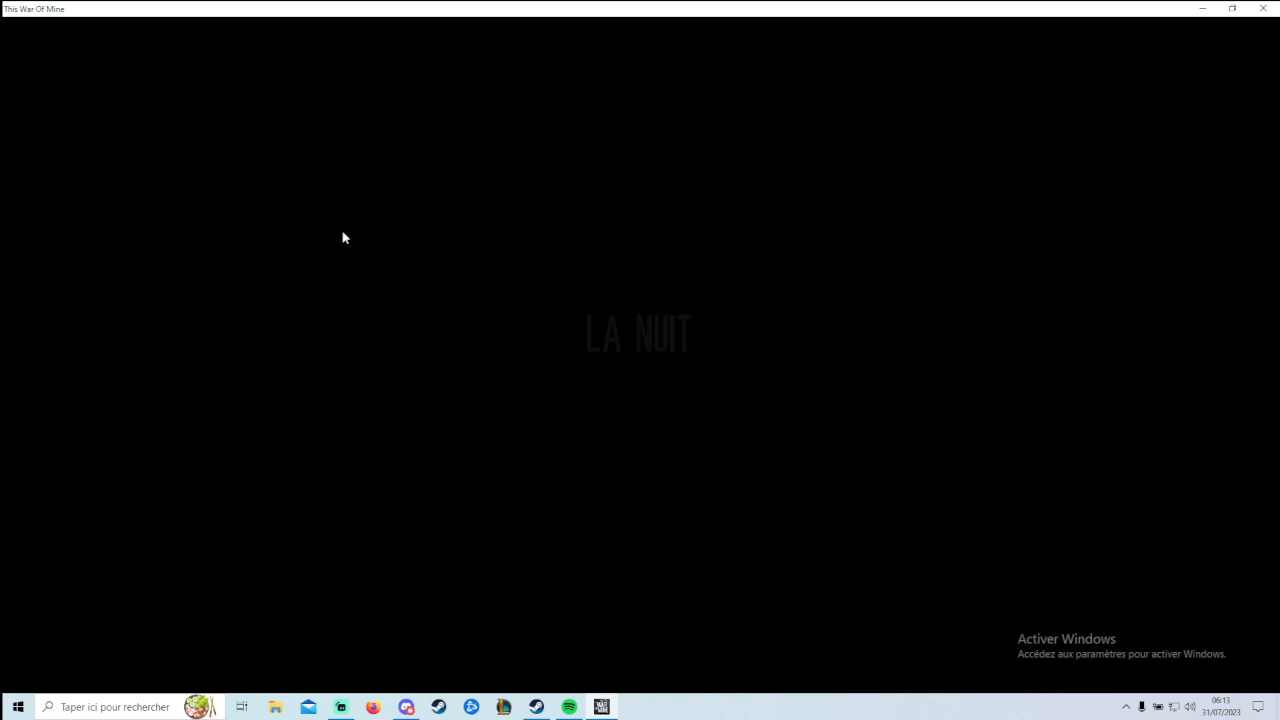 This War Of Mine
LA NUIT
Activer Windows
Accédez aux paramètres pour activer Windows.
Taper ici pour rechercher
06:13
31/07/2023